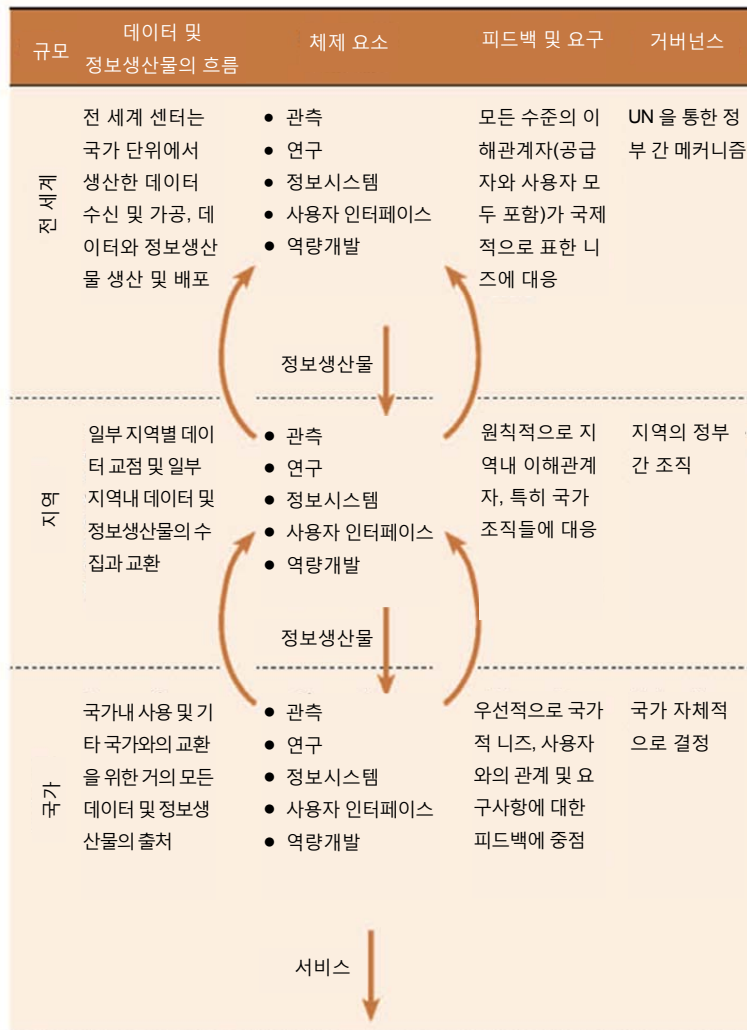 규모
데이터 및
정보생산물의 흐름
체제 요소
피드백 및 요구
거버넌스
전 세계
전 세계 센터는
국가 단위에서
생산한 데이터
수신 및 가공, 데
이터와 정보생산
물 생산 및 배포
● 관측
● 연구
● 정보시스템
● 사용자 인터페이스
● 역량개발
모든 수준의 이
해관계자(공급
자와 사용자 모
두 포함)가 국제
적으로 표한 니
즈에 대응
UN 을 통한 정
부 간 메커니즘
정보생산물
지역
일부 지역별 데이
터 교점 및 일부
지역내 데이터 및
정보생산물의 수
집과 교환
● 관측
● 연구
● 정보시스템
● 사용자 인터페이스
● 역량개발
원칙적으로 지
역내 이해관계
자, 특히 국가
조직들에 대응
지역의 정부
간 조직
정보생산물
국가
국가내 사용 및 기
타 국가와의 교환
을 위한 거의 모든
데이터 및 정보생
산물의 출처
● 관측
● 연구
● 정보시스템
● 사용자 인터페이스
● 역량개발
우선적으로 국가
적 니즈, 사용자
와의 관계 및 요
구사항에 대한
피드백에 중점
국가 자체적
으로 결정
서비스